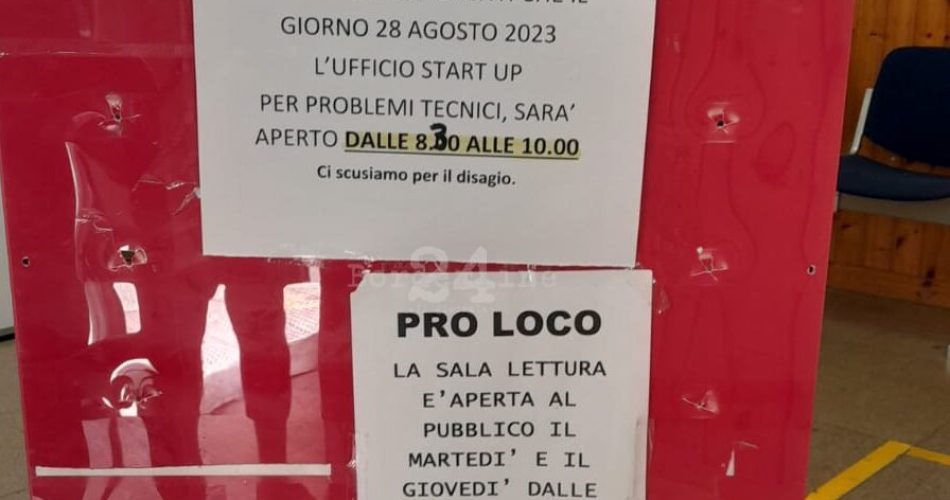 GIORNO 28 AGOSTO 2023
L'UFFICIO START UP
PER PROBLEMI TECNICI, SARA'
APERTO DALLE 8.30 ALLE 10.00
Ci scusiamo per il disagio.
24
PRO LOCO
LA SALA LETTURA
E'APERTA AL
PUBBLICO IL
MARTEDI' E IL
GIOVEDI' DALLE